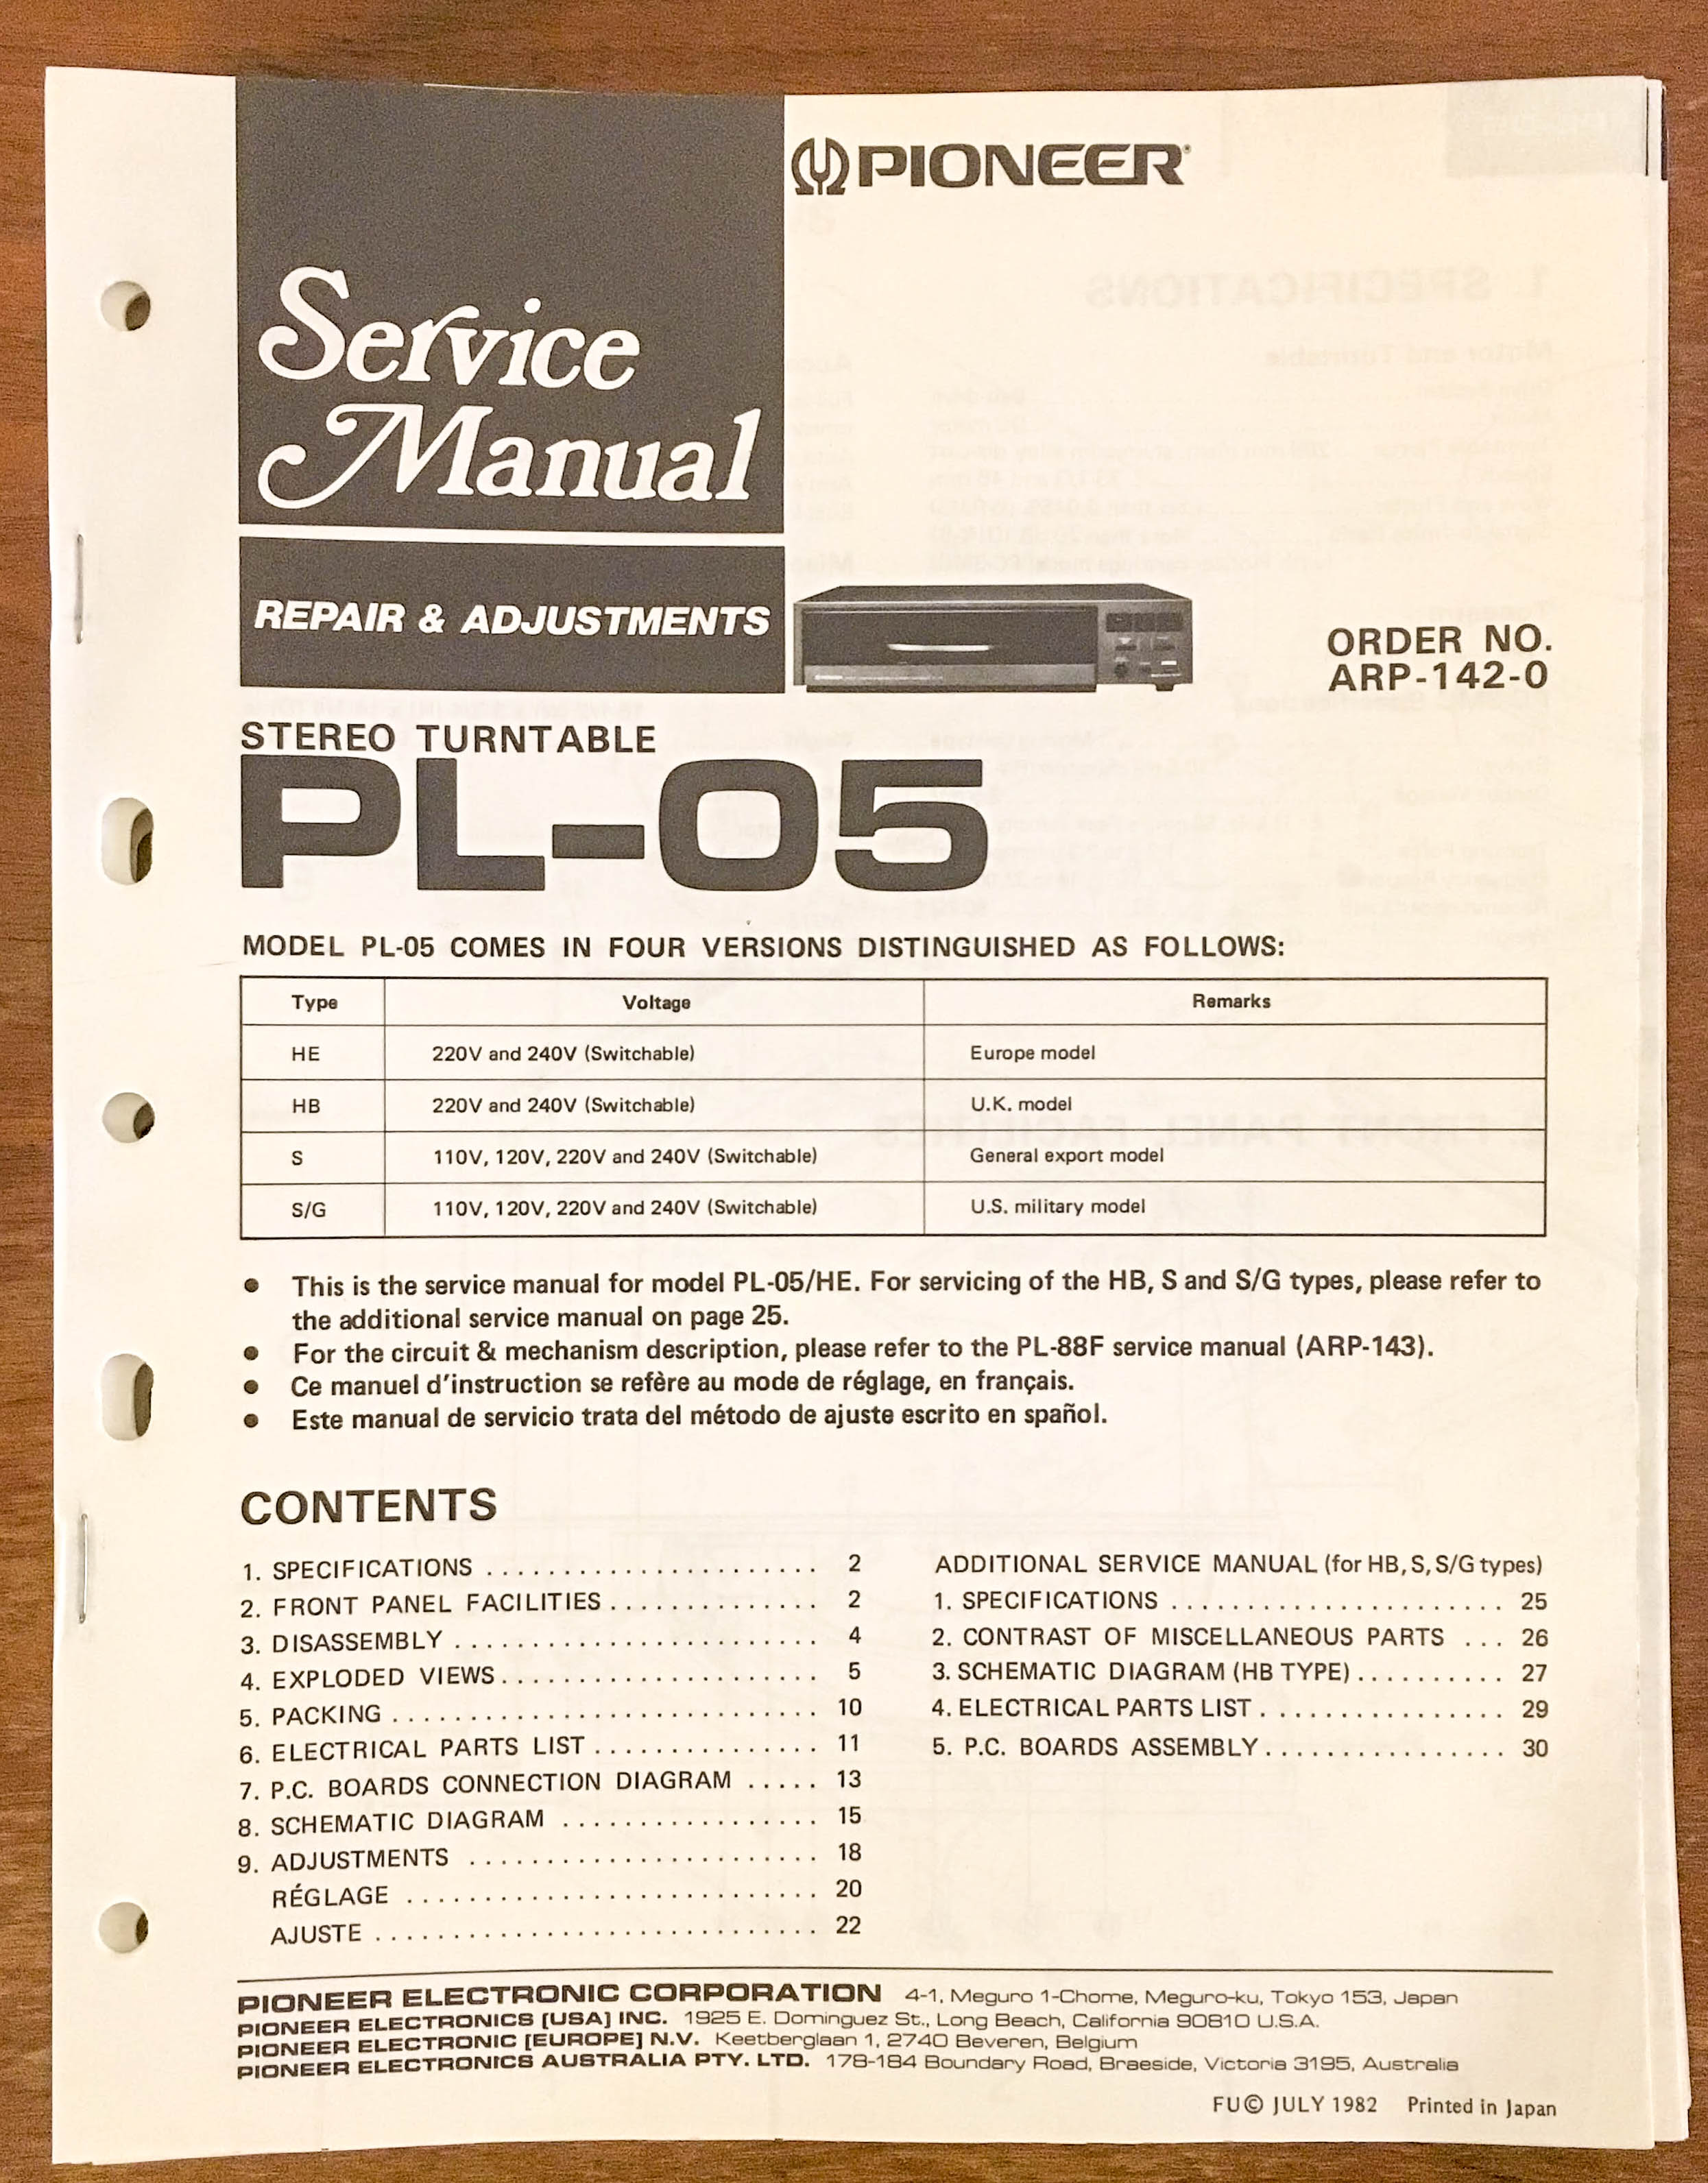 PIONEER
Service
Manual
REPAIR & ADJUSTMENTS
ORDER NO.
ARP-142-0
STEREO TURNTABLE
PL-05
MODEL PL-05 COMES IN FOUR VERSIONS DISTINGUISHED AS FOLLOWS:
Type Voltage Remarks
HE 220V and 240V (Switchable) Europe model
HB 220V and 240V (Switchable) U.K. model
S 110V, 120V, 220V and 240V (Switchable) General export model
S/G 110V, 120V, 220V and 240V (Switchable) U.S. military model
● This is the service manual for model PL-05/HE. For servicing of the HB, S and S/G types, please refer to
the additional service manual on page 25.
● For the circuit & mechanism description, please refer to the PL-88F service manual (ARP-143).
● Ce manuel d'instruction se refère au mode de réglage, en français.
● Este manual de servicio trata del método de ajuste escrito en spañol.
CONTENTS
1. SPECIFICATIONS ...................... 2
2. FRONT PANEL FACILITIES .............. 2
3. DISASSEMBLY ........................ 4
4. EXPLODED VIEWS ..................... 5
5. PACKING ............................ 10
6. ELECTRICAL PARTS LIST ............... 11
7. P.C. BOARDS CONNECTION DIAGRAM ..... 13
8. SCHEMATIC DIAGRAM ................. 15
9. ADJUSTMENTS ....................... 18
RÉGLAGE ........................... 20
AJUSTE ............................. 22
ADDITIONAL SERVICE MANUAL (for HB, S, S/G types)
1. SPECIFICATIONS ...................... 25
2. CONTRAST OF MISCELLANEOUS PARTS ... 26
3. SCHEMATIC DIAGRAM (HB TYPE) .......... 27
4. ELECTRICAL PARTS LIST ................ 29
5. P.C. BOARDS ASSEMBLY ................ 30
PIONEER ELECTRONIC CORPORATION 4-1, Meguro 1-Chome, Meguro-ku, Tokyo 153, Japan
PIONEER ELECTRONICS [USA] INC. 1925 E. Dominguez St., Long Beach, California 90810 U.S.A.
PIONEER ELECTRONIC [EUROPE] N.V. Keetberglaan 1, 2740 Beveren, Belgium
PIONEER ELECTRONICS AUSTRALIA PTY. LTD. 178-184 Boundary Road, Braeside, Victoria 3195, Australia
FU© JULY 1982 Printed in Japan